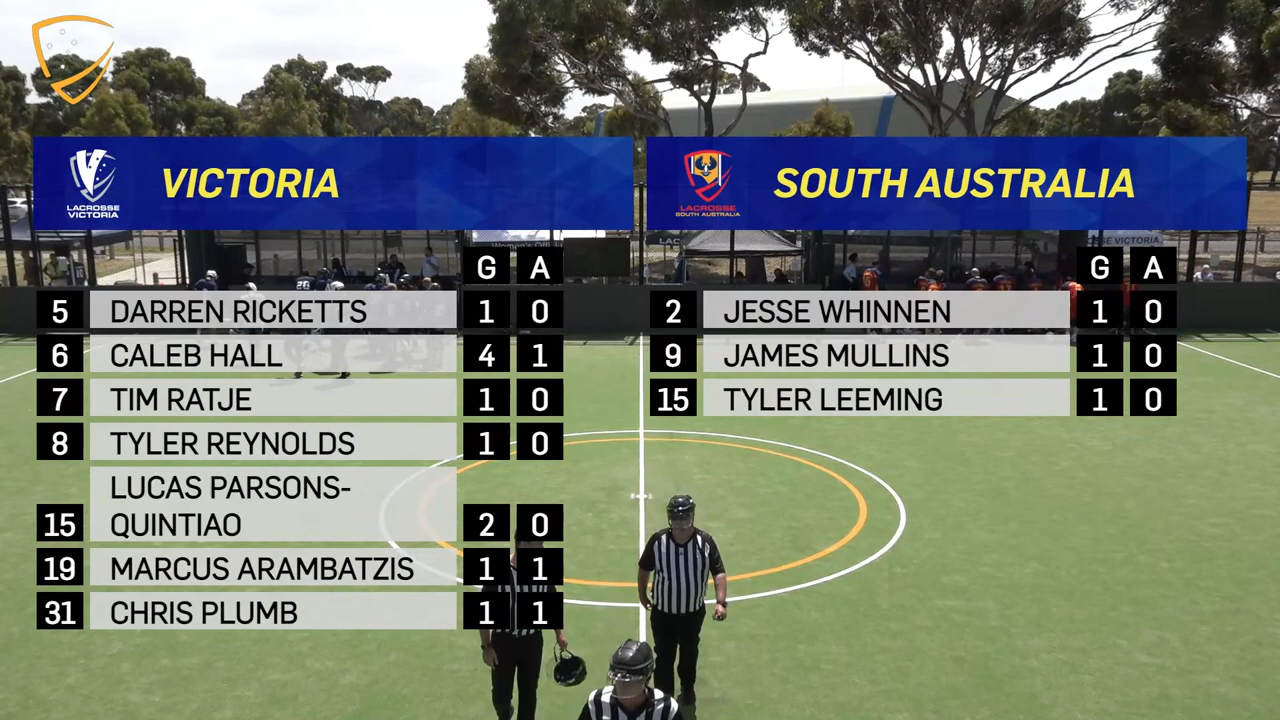 VICTORIA
LACROSSE
VICTORIA
G A
5 DARREN RICKETTS 1 0
6 CALEB HALL 4 1
7 TIM RATJE 1 0
8 TYLER REYNOLDS 1 0
LUCAS PARSONS-
15 QUINTIAO 2 0
19 MARCUS ARAMBATZIS 1 1
31 CHRIS PLUMB 1 1
SOUTH AUSTRALIA
LACROSSE
SOUTH AUSTRALIA
G A
2 JESSE WHINNEN 1 0
9 JAMES MULLINS 1 0
15 TYLER LEEMING 1 0